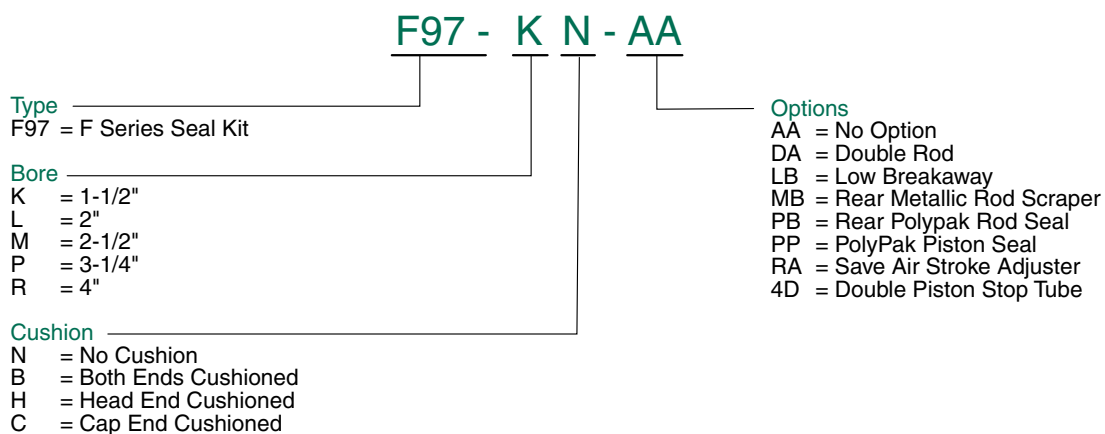 F97 - K N - AA
Type
F97 = F Series Seal Kit
Bore
K = 1-1/2"
L = 2"
M = 2-1/2"
P = 3-1/4"
R = 4"
Cushion
N = No Cushion
B = Both Ends Cushioned
H = Head End Cushioned
C = Cap End Cushioned
Options
AA = No Option
DA = Double Rod
LB = Low Breakaway
MB = Rear Metallic Rod Scraper
PB = Rear Polypak Rod Seal
PP = PolyPak Piston Seal
RA = Save Air Stroke Adjuster
4D = Double Piston Stop Tube